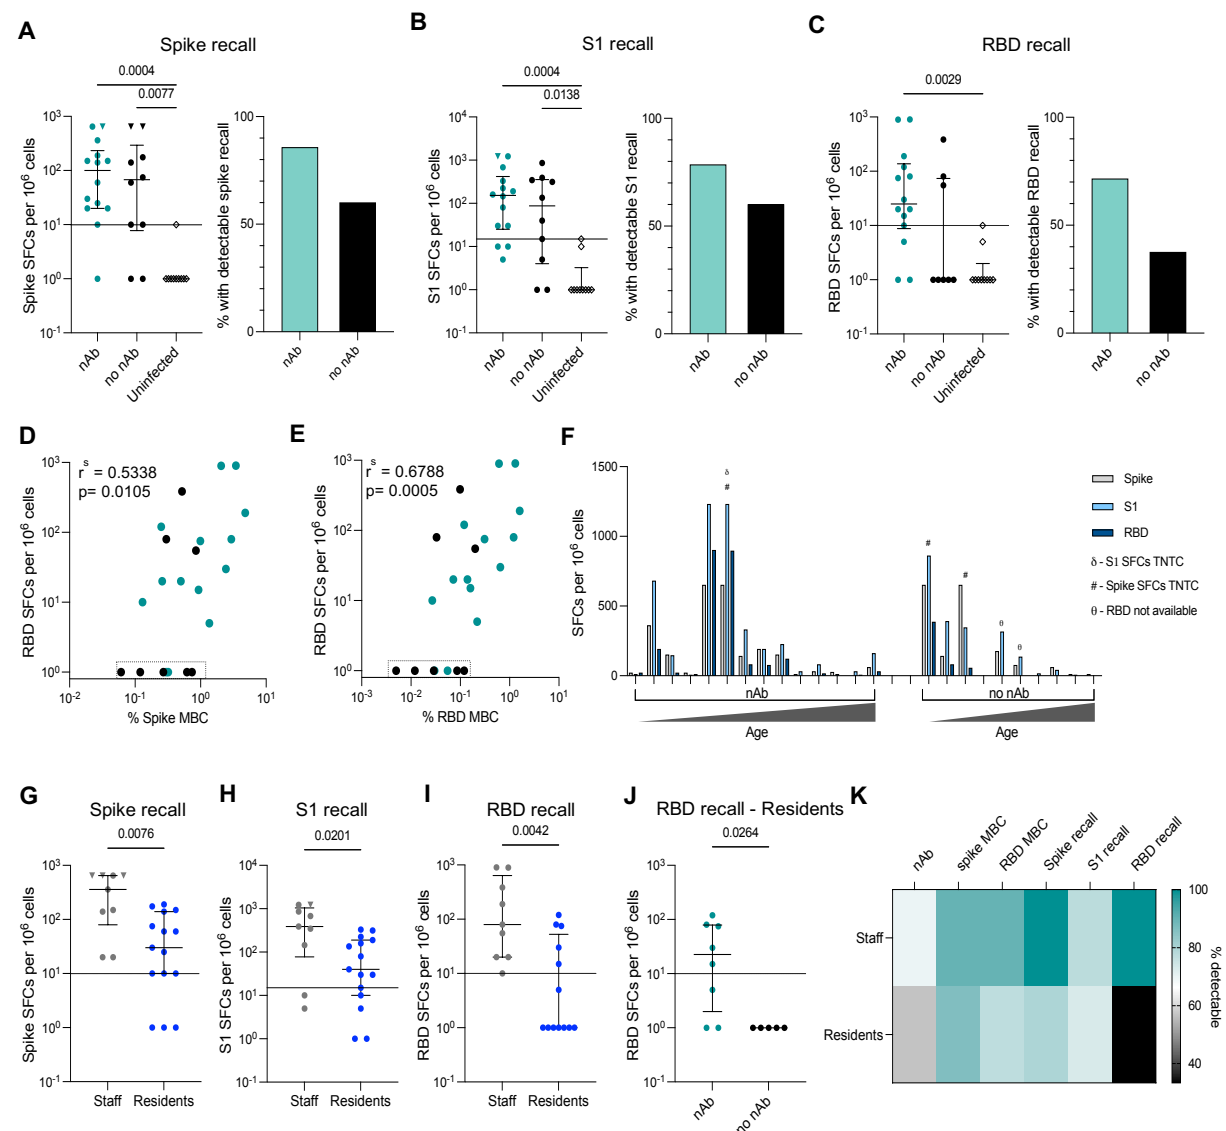 A
Spike recall
0.0004
0.0077
Spike SFCs per 10⁶ cells
10³
10²
10¹
10⁰
10⁻¹
nAb
no nAb
Uninfected
% with detectable spike recall
100
50
0
nAb
no nAb
B
S1 recall
0.0004
0.0138
S1 SFCs per 10⁶ cells
10⁴
10³
10²
10¹
10⁰
10⁻¹
nAb
no nAb
Uninfected
% with detectable S1 recall
100
50
0
nAb
no nAb
C
RBD recall
0.0029
RBD SFCs per 10⁶ cells
10³
10²
10¹
10⁰
10⁻¹
nAb
no nAb
Uninfected
% with detectable RBD recall
100
50
0
nAb
no nAb
D
rˢ = 0.5338
p= 0.0105
RBD SFCs per 10⁶ cells
10³
10²
10¹
10⁰
10⁻²
10⁻¹
10⁰
10¹
% Spike MBC
E
rˢ = 0.6788
p= 0.0005
RBD SFCs per 10⁶ cells
10³
10²
10¹
10⁰
10⁻³
10⁻²
10⁻¹
10⁰
10¹
% RBD MBC
F
SFCs per 10⁶ cells
1500
1000
500
0
δ
#
#
#
θ
θ
nAb
no nAb
Age
Age
Spike
S1
RBD
δ - S1 SFCs TNTC
# - Spike SFCs TNTC
θ - RBD not available
G
Spike recall
0.0076
Spike SFCs per 10⁶ cells
10³
10²
10¹
10⁰
10⁻¹
Staff
Residents
H
S1 recall
0.0201
S1 SFCs per 10⁶ cells
10⁴
10³
10²
10¹
10⁰
10⁻¹
Staff
Residents
I
RBD recall
0.0042
RBD SFCs per 10⁶ cells
10³
10²
10¹
10⁰
10⁻¹
Staff
Residents
J
RBD recall - Residents
0.0264
RBD SFCs per 10⁶ cells
10³
10²
10¹
10⁰
10⁻¹
nAb
no nAb
K
nAb
spike MBC
RBD MBC
Spike recall
S1 recall
RBD recall
Staff
Residents
100
80
60
40
% detectable